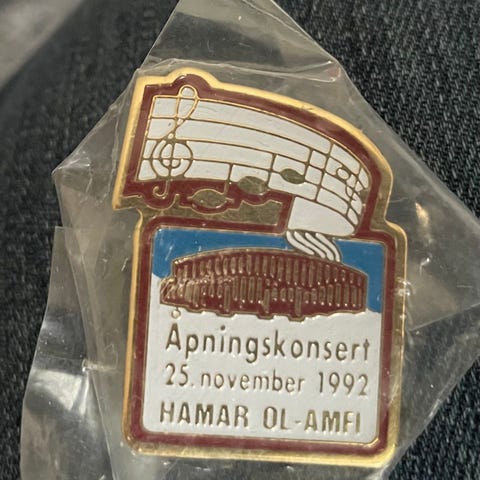 Åpningskonsert
25. november 1992
HAMAR OL-AMFI